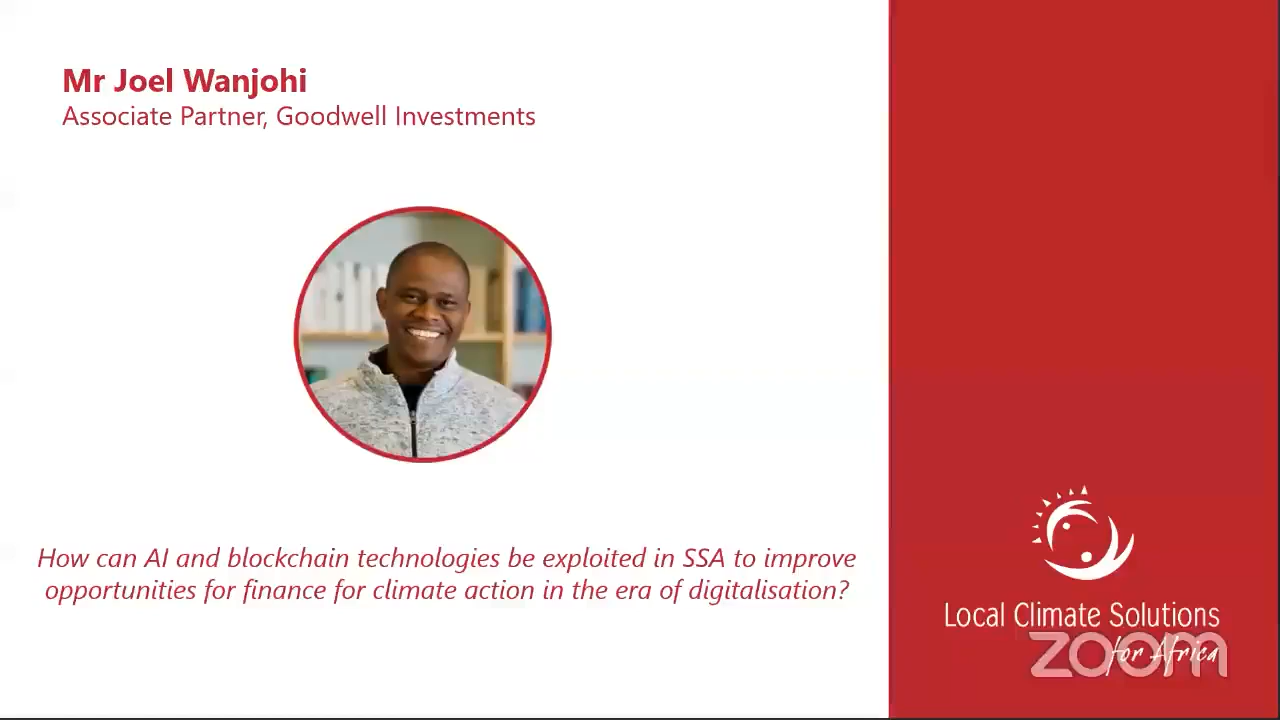 Mr Joel Wanjohi
Associate Partner, Goodwell Investments
How can AI and blockchain technologies be exploited in SSA to improve
opportunities for finance for climate action in the era of digitalisation?
Local Climate Solutions
for Africa
zoom